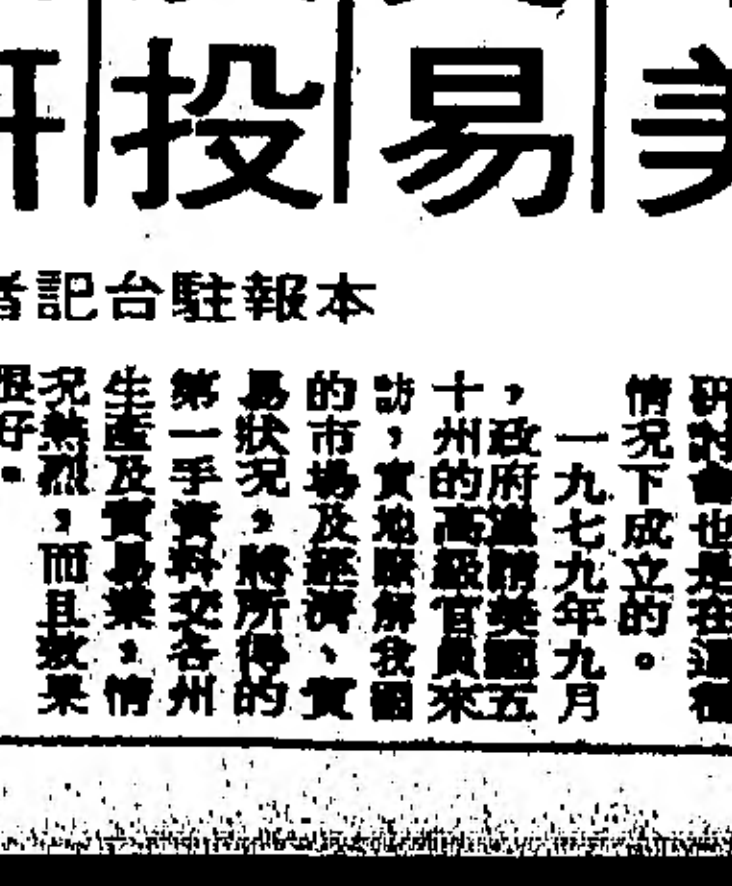 美易投研
本報駐台記者
研討會也是在這種
情況下成立的。
一九七九年九月
，政府邀請美國五
十州的高級官員來
訪，實地瞭解我國
的市場及經濟、貿
易狀況，將所得的
第一手資料交各州
生產及貿易業，情
況熱烈，而且效果
很好。